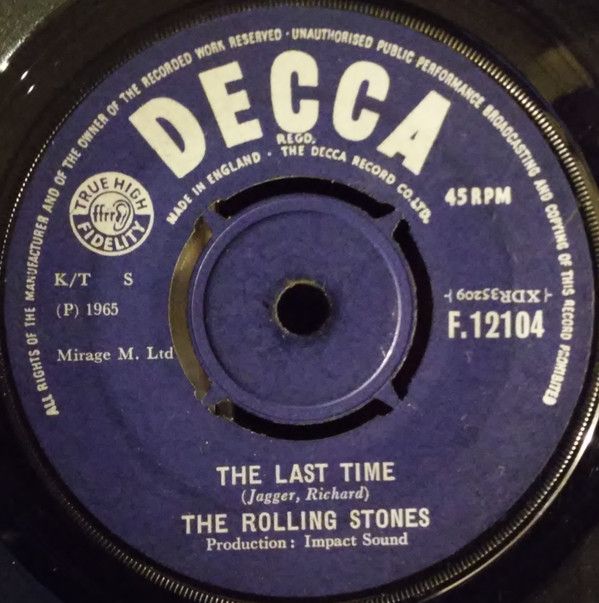 ALL RIGHTS OF THE MANUFACTURER AND OF THE OWNER OF THE RECORDED WORK RESERVED · UNAUTHORISED PUBLIC PERFORMANCE BROADCASTING AND COPYING OF THIS RECORD PROHIBITED
DECCA
REGD.
MADE IN ENGLAND · THE DECCA RECORD CO. LTD.
TRUE HIGH
ffrr
FIDELITY
45 RPM
K/T S
(P) 1965
Mirage M. Ltd
XDR35209
F.12104
THE LAST TIME
(Jagger, Richard)
THE ROLLING STONES
Production : Impact Sound